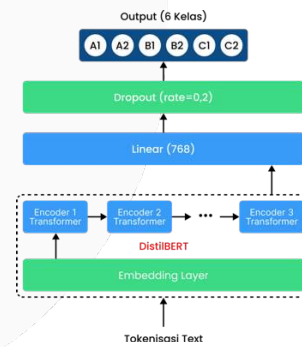 Output (6 Kelas)
A1 A2 B1 B2 C1 C2
Dropout (rate=0,2)
Linear (768)
Encoder 1 Transformer
Encoder 2 Transformer
...
Encoder 3 Transformer
DistilBERT
Embedding Layer
Tokenisasi Text